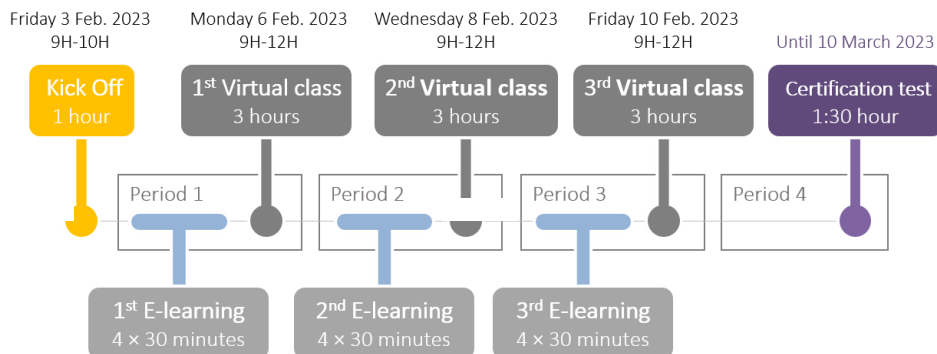 Friday 3 Feb. 2023
9H-10H
Monday 6 Feb. 2023
9H-12H
Wednesday 8 Feb. 2023
9H-12H
Friday 10 Feb. 2023
9H-12H
Until 10 March 2023
Kick Off
1 hour
1st Virtual class
3 hours
2nd Virtual class
3 hours
3rd Virtual class
3 hours
Certification test
1:30 hour
Period 1
Period 2
Period 3
Period 4
1st E-learning
4 × 30 minutes
2nd E-learning
4 × 30 minutes
3rd E-learning
4 × 30 minutes